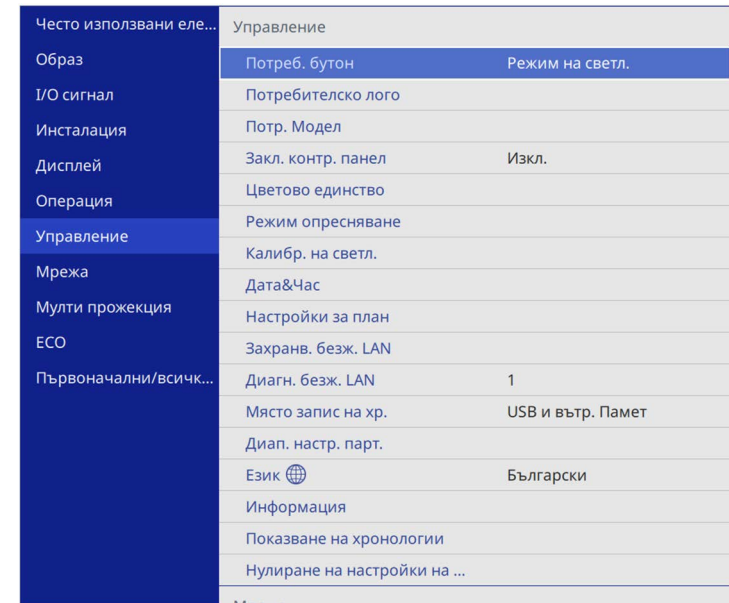 Често използвани еле...
Образ
I/O сигнал
Инсталация
Дисплей
Операция
Управление
Мрежа
Мулти прожекция
ECO
Първоначални/всичк...
Управление
Потреб. бутон Режим на светл.
Потребителско лого
Потр. Модел
Закл. контр. панел Изкл.
Цветово единство
Режим опресняване
Калибр. на светл.
Дата&Час
Настройки за план
Захранв. безж. LAN
Диагн. безж. LAN 1
Място запис на хр. USB и вътр. Памет
Диап. настр. парт.
Език Български
Информация
Показване на хронологии
Нулиране на настройки на ...